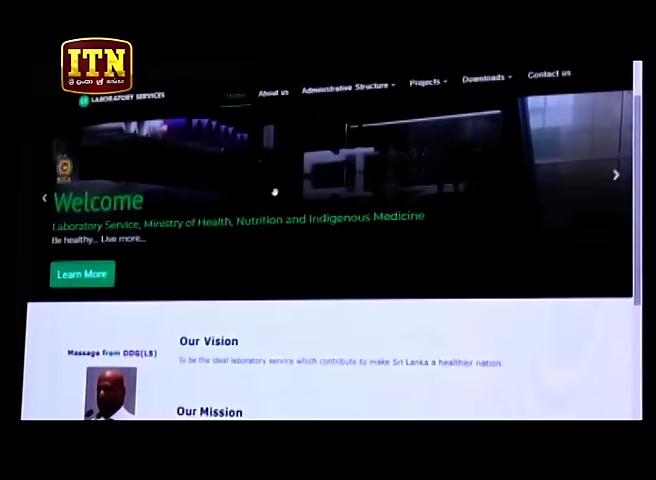 ITN
LABORATORY SERVICES
Home
About us
Administrative Structure
Projects
Downloads
Contact us
Welcome
Laboratory Service, Ministry of Health, Nutrition and Indigenous Medicine
Be healthy... Live more...
Learn More
Massage from DDG(LS)
Our Vision
To be the ideal laboratory service which contribute to make Sri Lanka a healthier nation
Our Mission